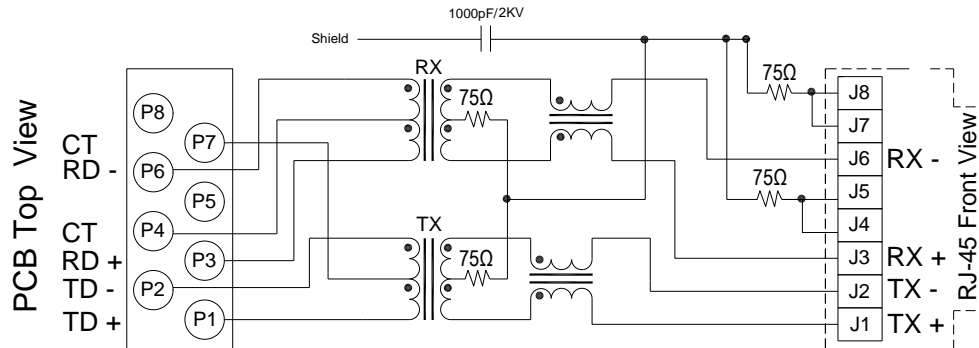 1000pF/2KV
Shield
RX
75Ω
75Ω
P8
P7
CT
RD -
P6
P5
CT
P4
RD +
P3
TD -
P2
TD +
P1
PCB Top View
TX
75Ω
75Ω
J8
J7
J6 RX -
J5
J4
J3 RX +
J2 TX -
J1 TX +
RJ-45 Front View